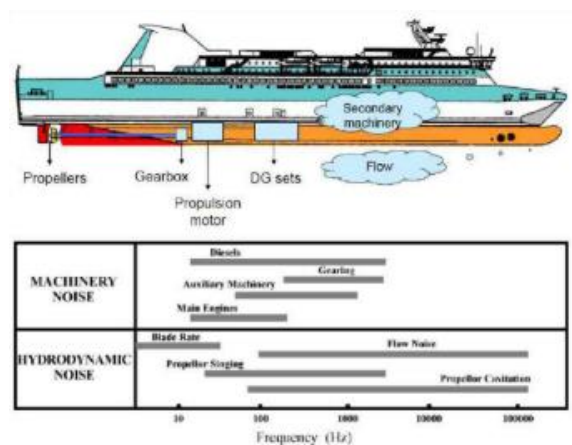 Secondary
machinery
Propellers
Gearbox
DG sets
Flow
Propulsion
motor
MACHINERY
NOISE
Diesels
Gearing
Auxiliary Machinery
Main Engines
HYDRODYNAMIC
NOISE
Blade Rate
Flow Noise
Propeller Singing
Propeller Cavitation
10 100 1000 10000 100000
Frequency (Hz)